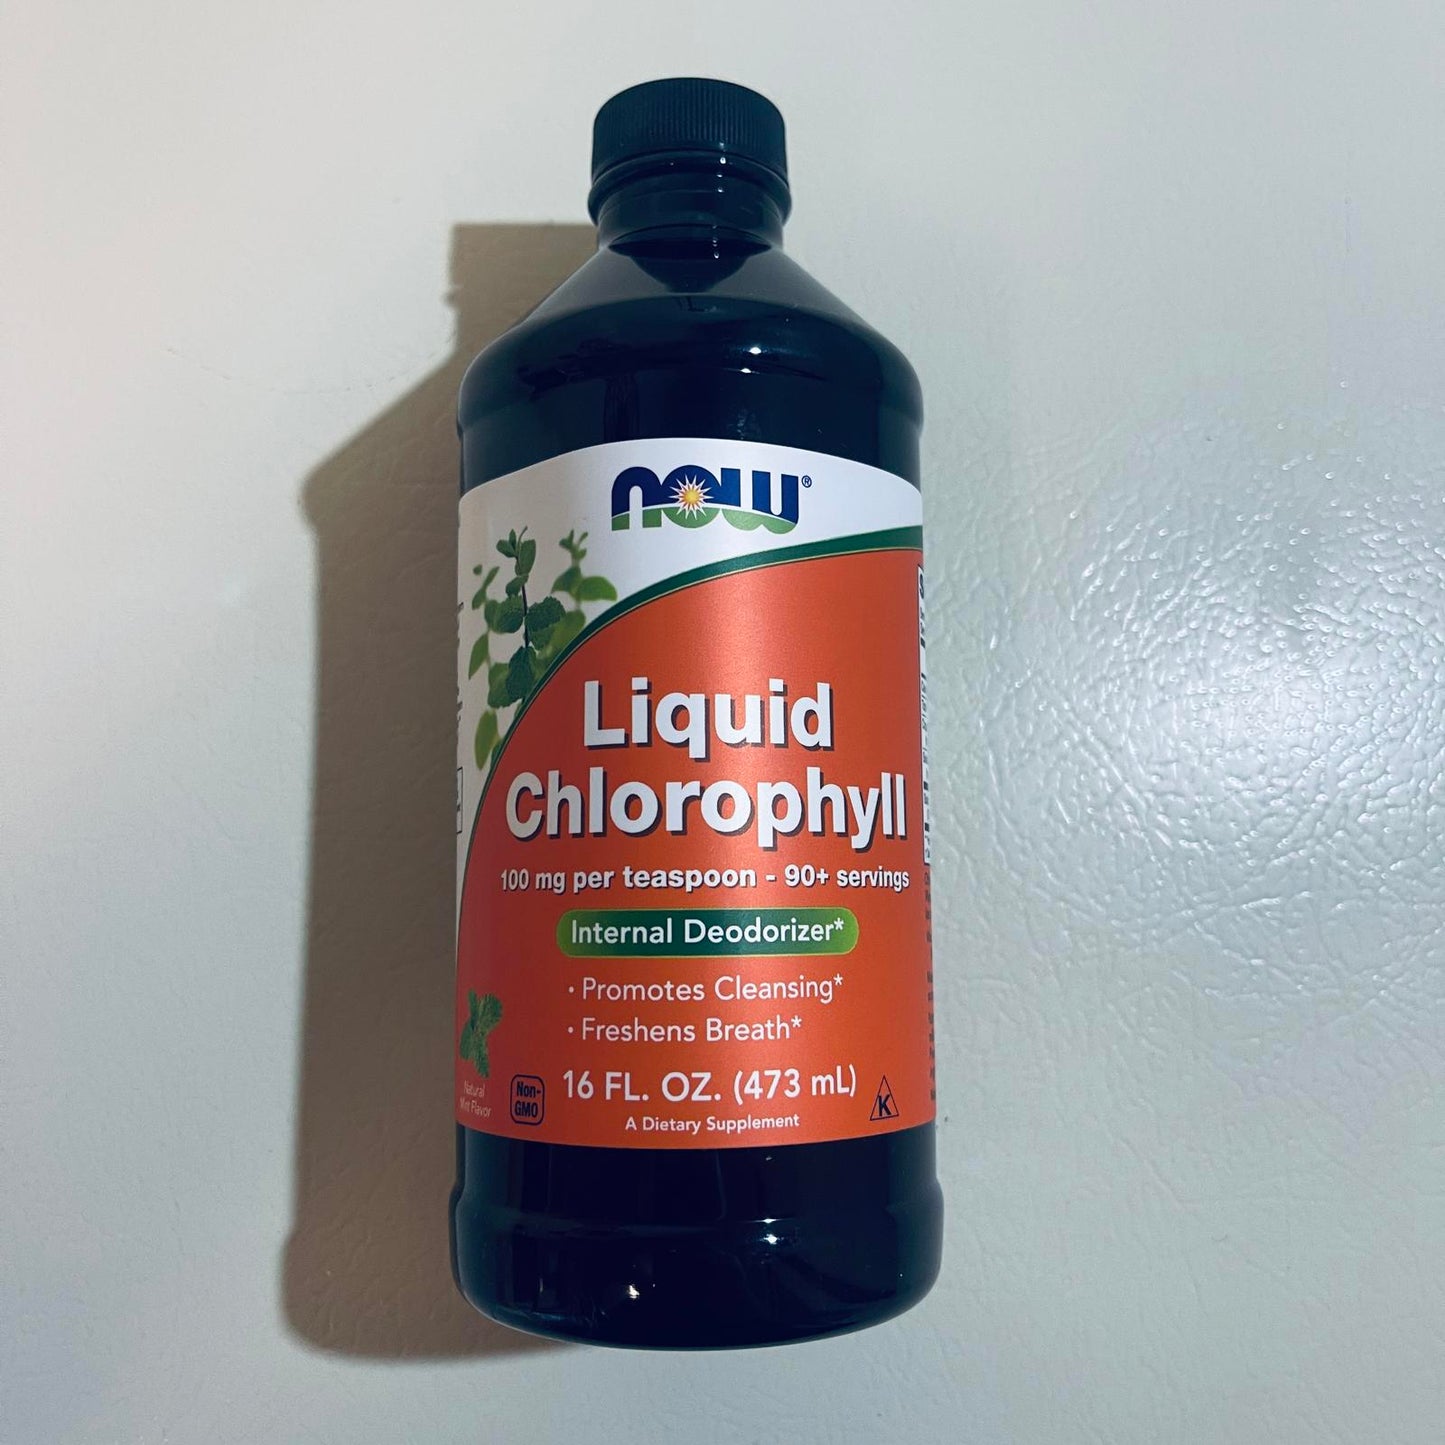 NOW®
Liquid
Chlorophyll
100 mg per teaspoon - 90+ servings
Internal Deodorizer*
• Promotes Cleansing*
• Freshens Breath*
Natural
Mint Flavor
Non-
GMO
16 FL. OZ. (473 mL)
K
A Dietary Supplement